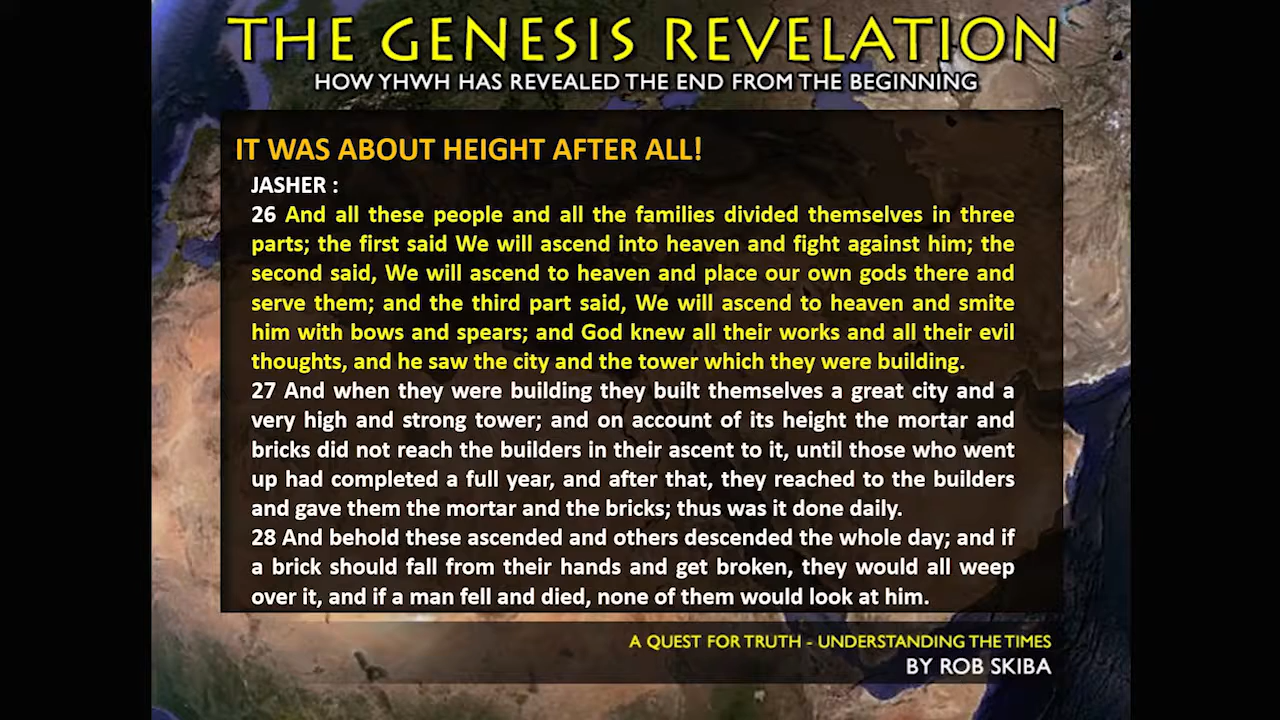 THE GENESIS REVELATION
HOW YHWH HAS REVEALED THE END FROM THE BEGINNING
IT WAS ABOUT HEIGHT AFTER ALL!
JASHER :
26 And all these people and all the families divided themselves in three
parts; the first said We will ascend into heaven and fight against him; the
second said, We will ascend to heaven and place our own gods there and
serve them; and the third part said, We will ascend to heaven and smite
him with bows and spears; and God knew all their works and all their evil
thoughts, and he saw the city and the tower which they were building.
27 And when they were building they built themselves a great city and a
very high and strong tower; and on account of its height the mortar and
bricks did not reach the builders in their ascent to it, until those who went
up had completed a full year, and after that, they reached to the builders
and gave them the mortar and the bricks; thus was it done daily.
28 And behold these ascended and others descended the whole day; and if
a brick should fall from their hands and get broken, they would all weep
over it, and if a man fell and died, none of them would look at him.
A QUEST FOR TRUTH - UNDERSTANDING THE TIMES
BY ROB SKIBA